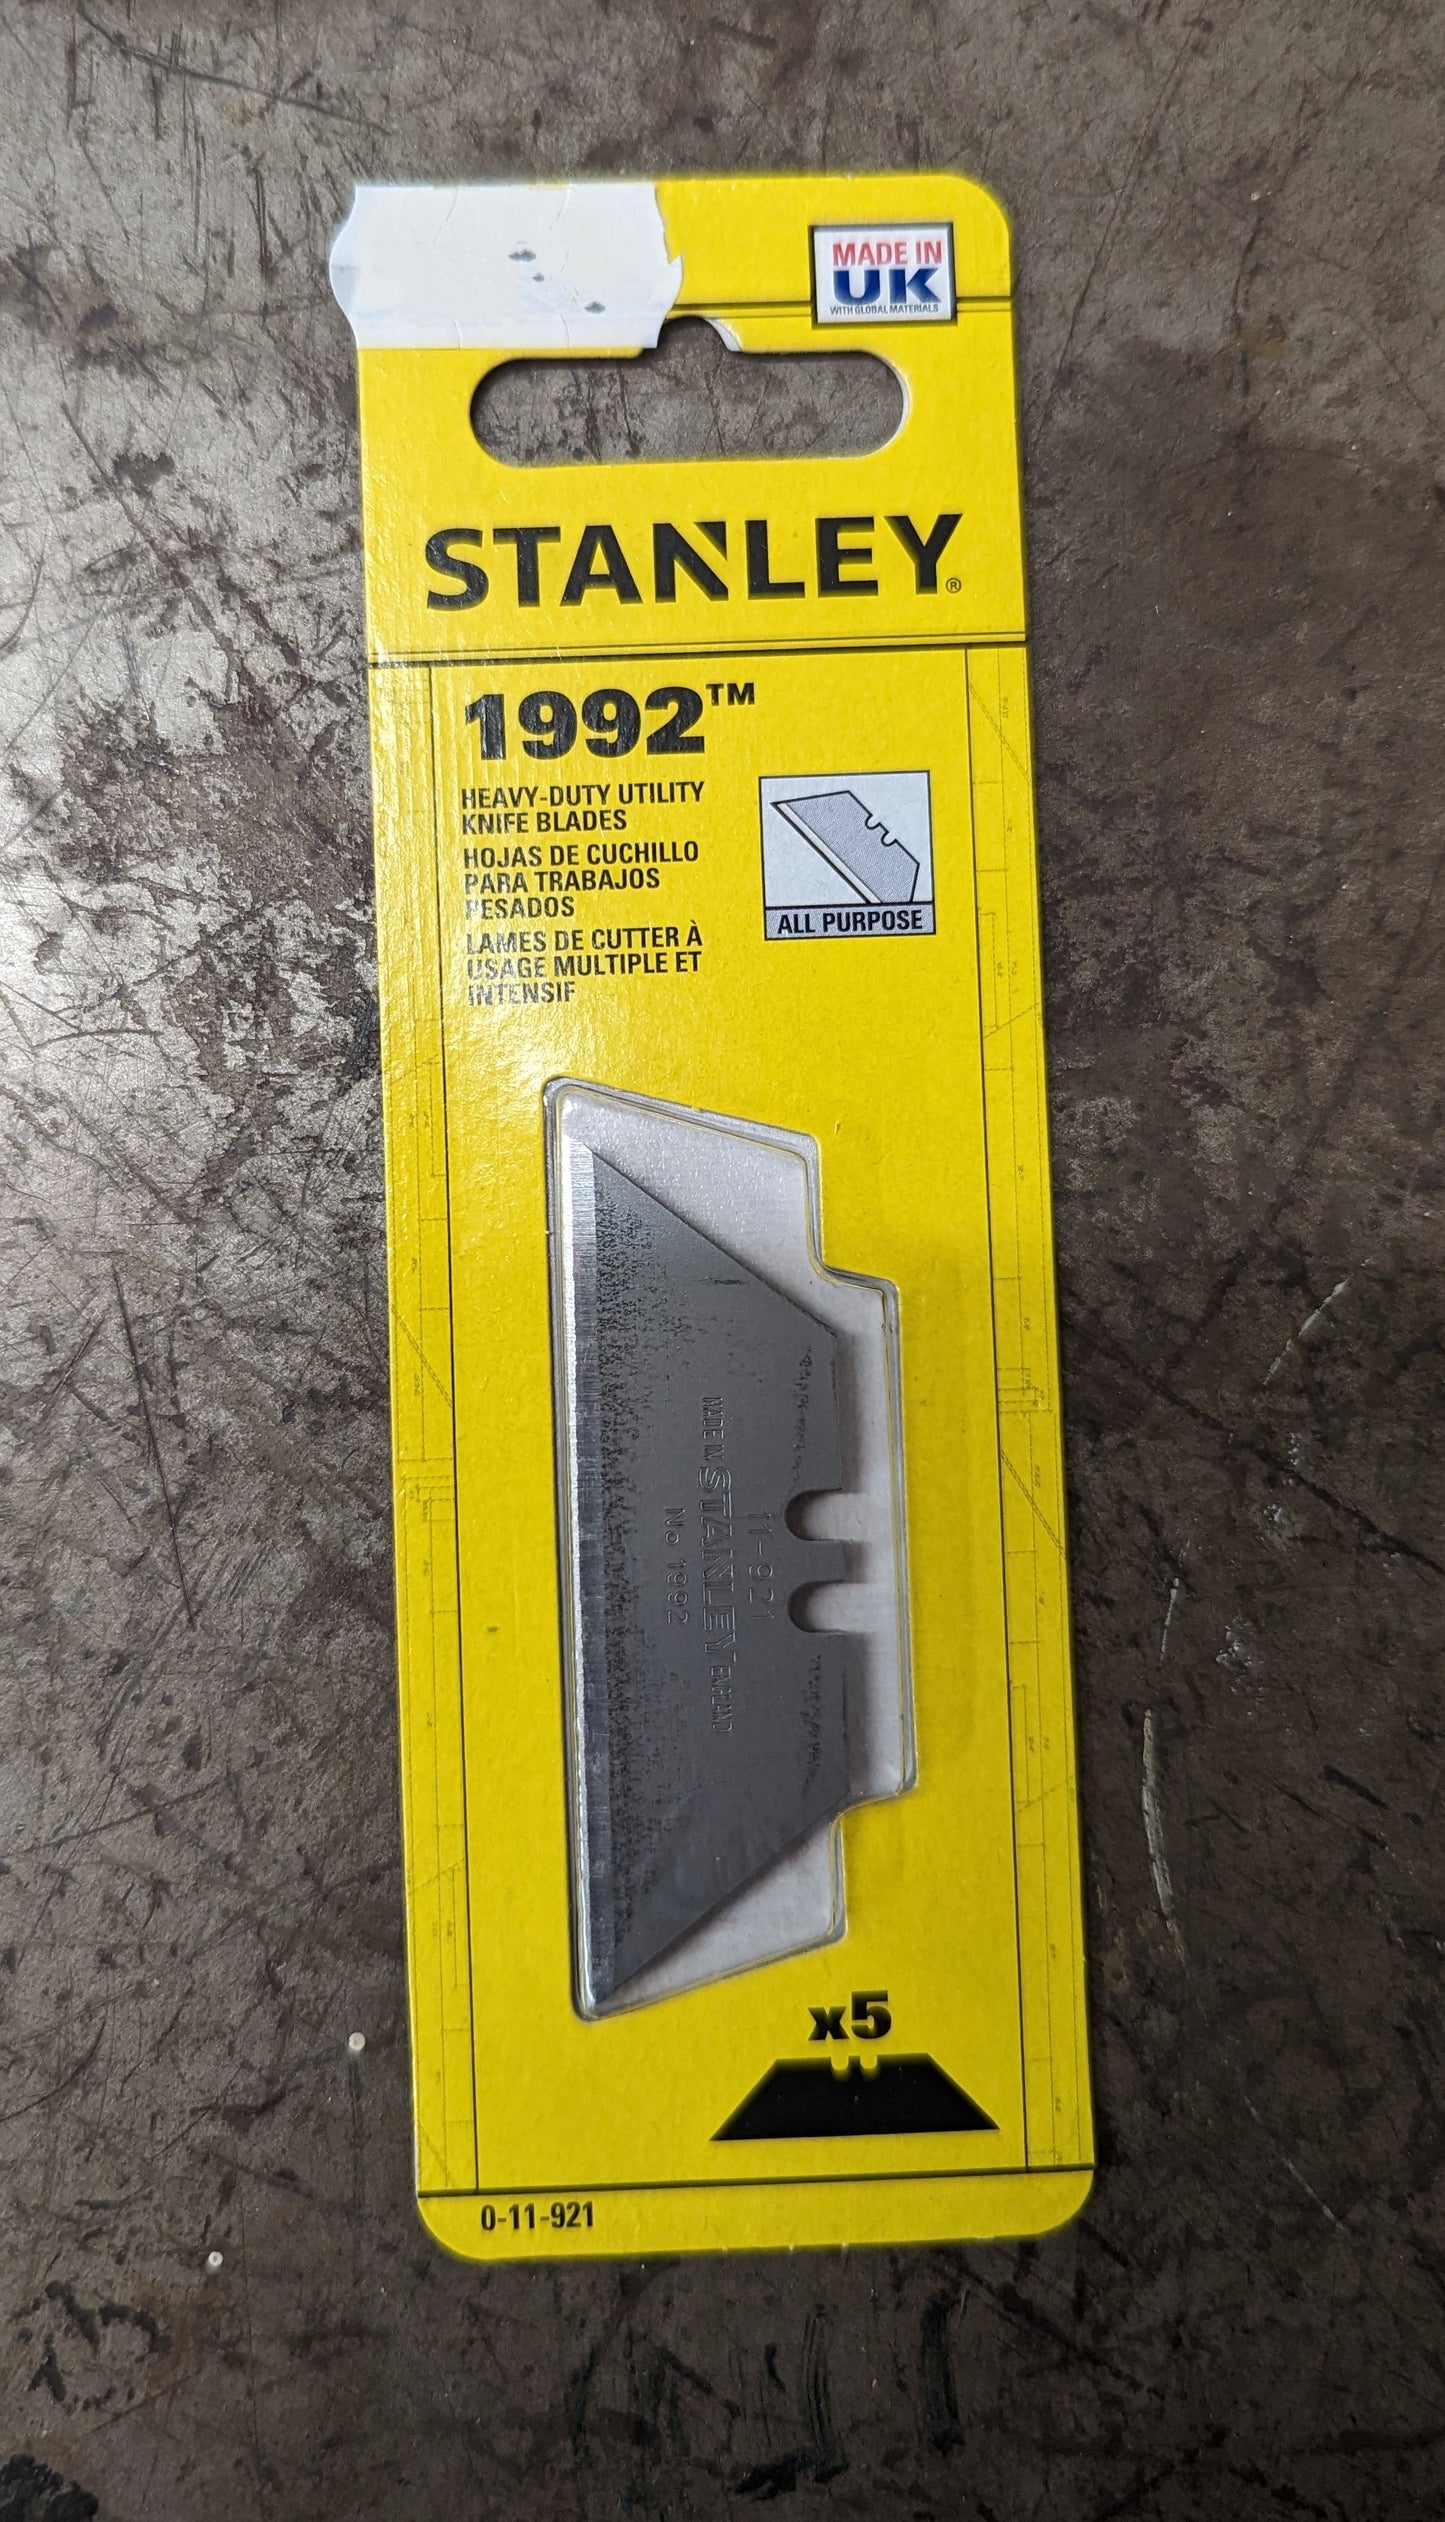 MADE IN
UK
WITH GLOBAL MATERIALS
STANLEY®
1992™
HEAVY-DUTY UTILITY
KNIFE BLADES
HOJAS DE CUCHILLO
PARA TRABAJOS
PESADOS
LAMES DE CUTTER À
USAGE MULTIPLE ET
INTENSIF
ALL PURPOSE
11-921
MADE IN STANLEY ENGLAND
No 1992
x5
0-11-921